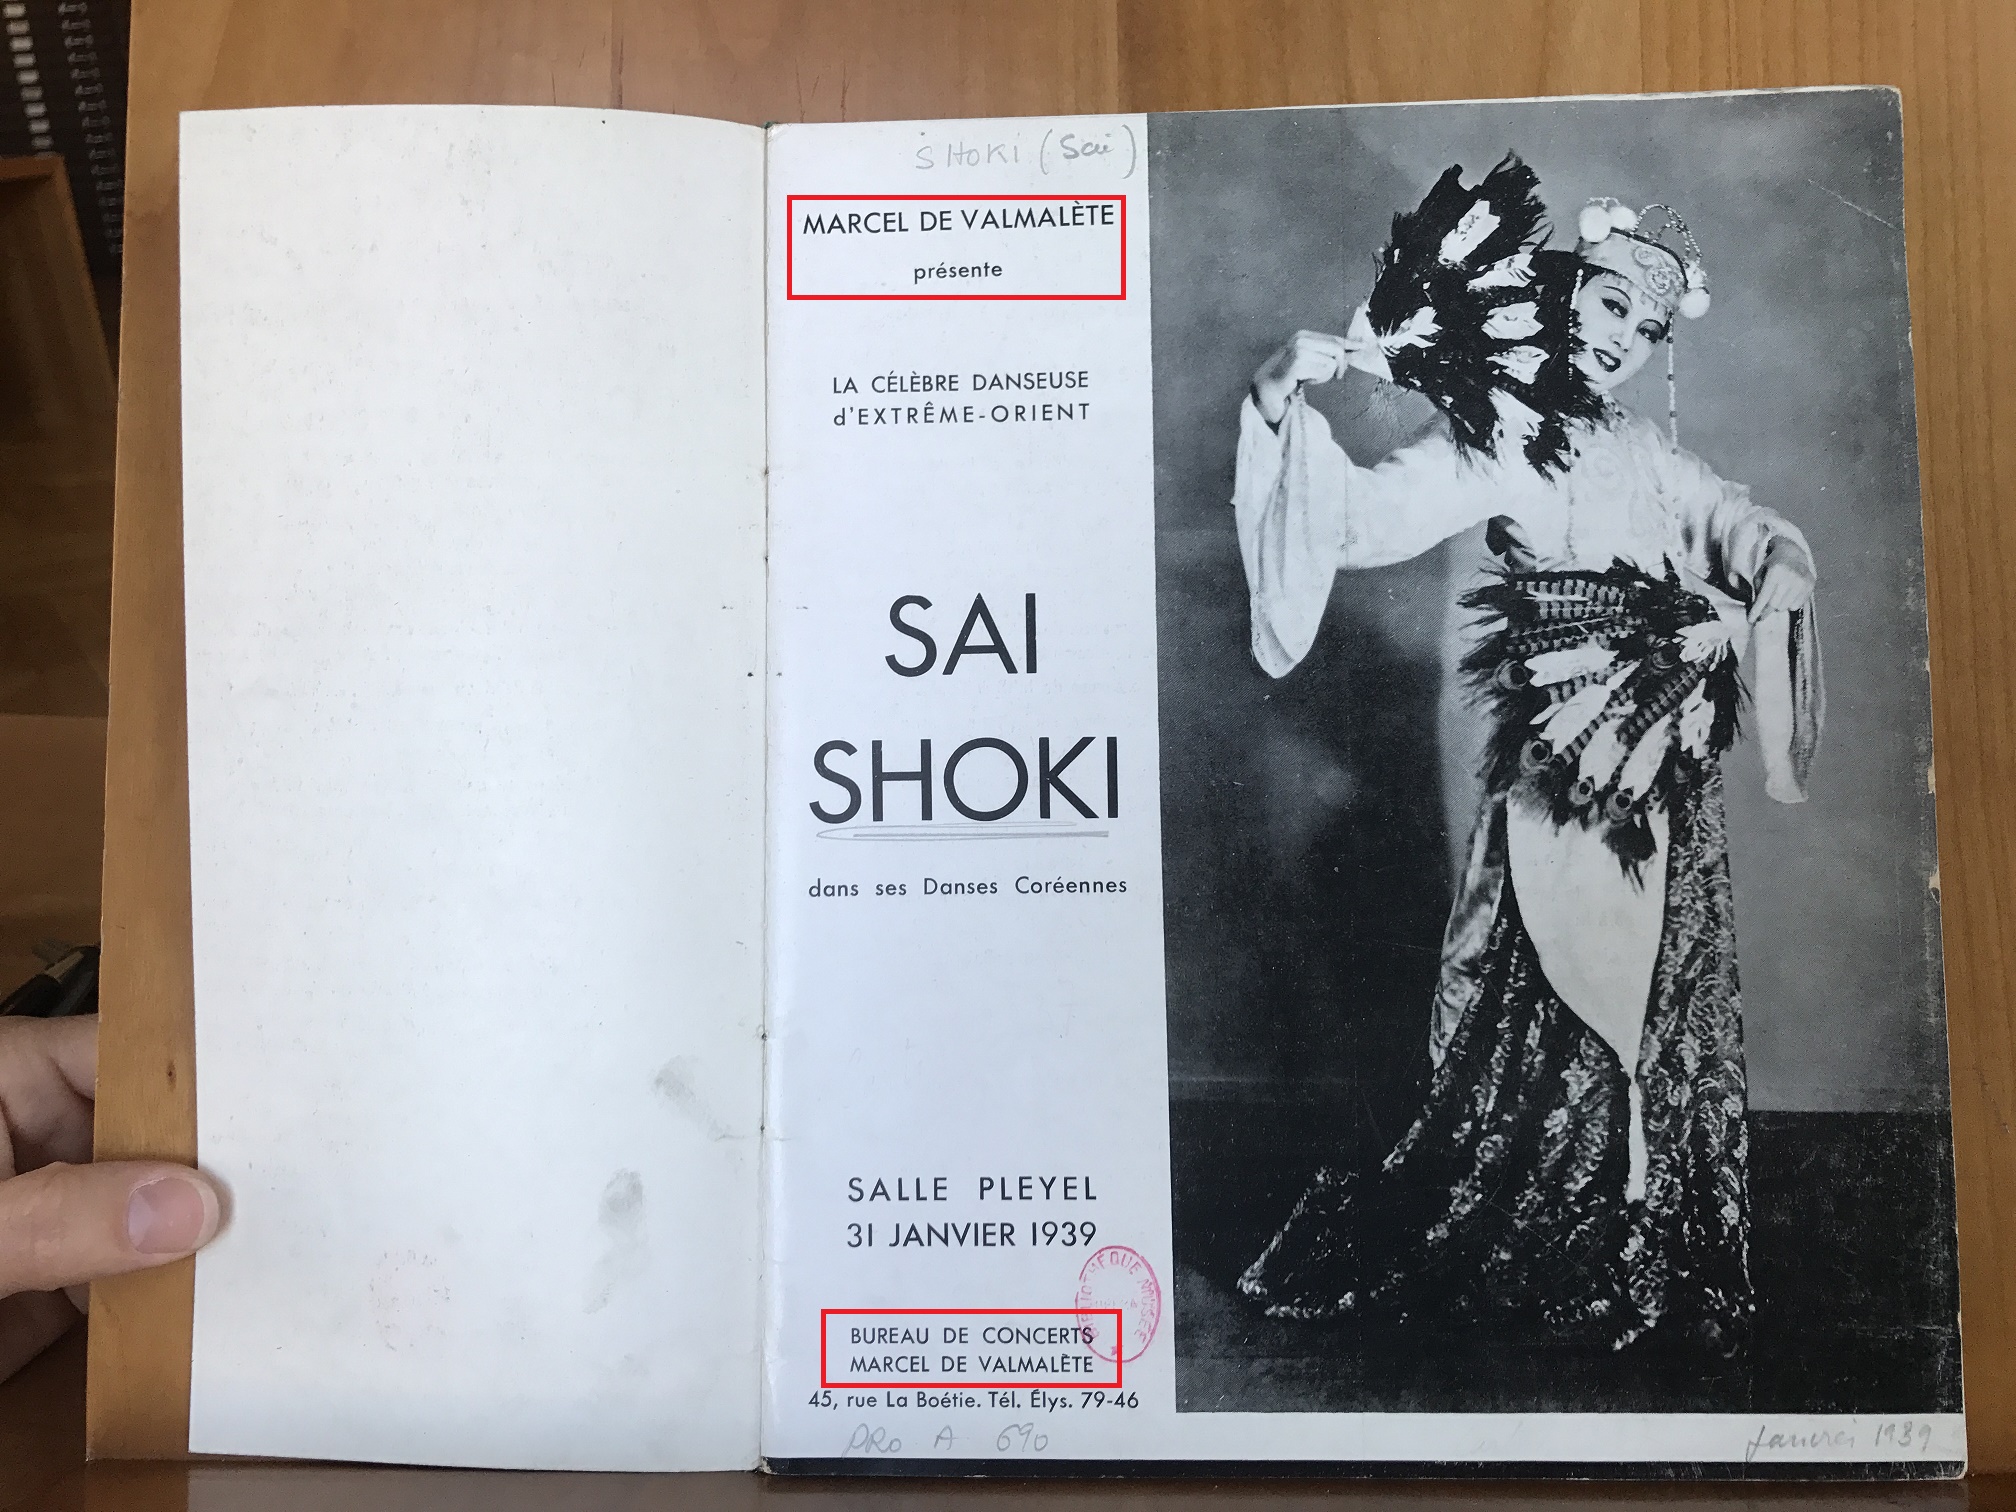 SHOKI (Sai)
MARCEL DE VALMALÈTE
présente
LA CÉLÈBRE DANSEUSE
d'EXTRÊME-ORIENT
SAI
SHOKI
dans ses Danses Coréennes
SALLE PLEYEL
31 JANVIER 1939
BIBLIOTHÈQUE MUSÉE
BUREAU DE CONCERTS
MARCEL DE VALMALÈTE
45, rue La Boétie. Tél. Élys. 79-46
PRO A 690
Janvier 1939